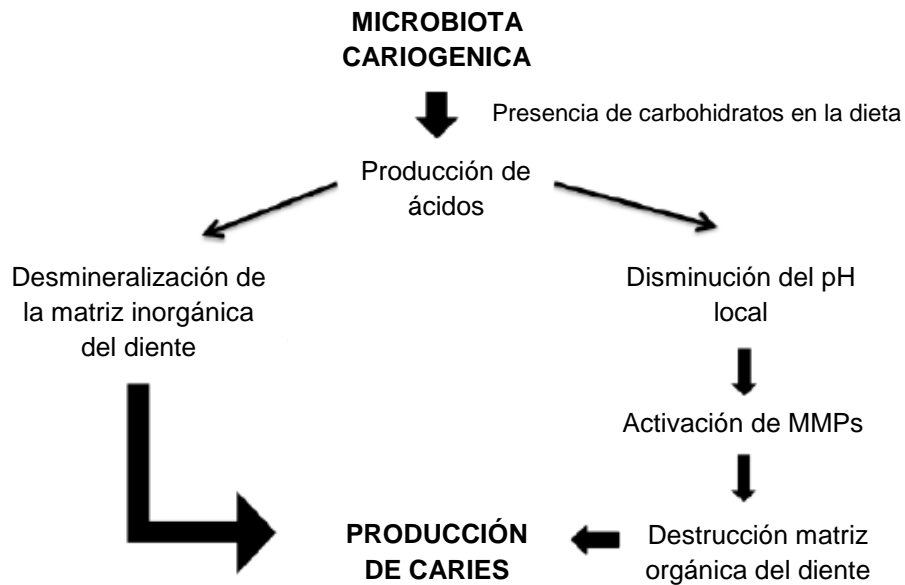 MICROBIOTA
CARIOGENICA
Presencia de carbohidratos en la dieta
Producción de
ácidos
Desmineralización de
la matriz inorgánica
del diente
Disminución del pH
local
Activación de MMPs
Destrucción matriz
orgánica del diente
PRODUCCIÓN
DE CARIES